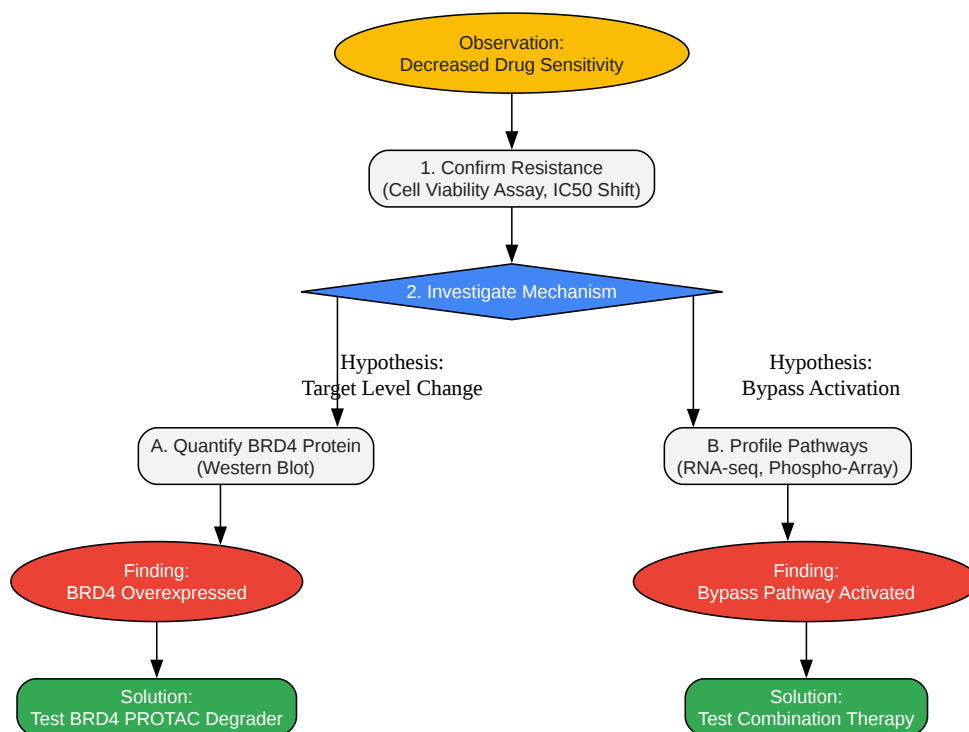 Observation:
Decreased Drug Sensitivity
1. Confirm Resistance
(Cell Viability Assay, IC50 Shift)
2. Investigate Mechanism
Hypothesis:
Target Level Change
Hypothesis:
Bypass Activation
A. Quantify BRD4 Protein
(Western Blot)
B. Profile Pathways
(RNA-seq, Phospho-Array)
Finding:
BRD4 Overexpressed
Finding:
Bypass Pathway Activated
Solution:
Test BRD4 PROTAC Degrader
Solution:
Test Combination Therapy